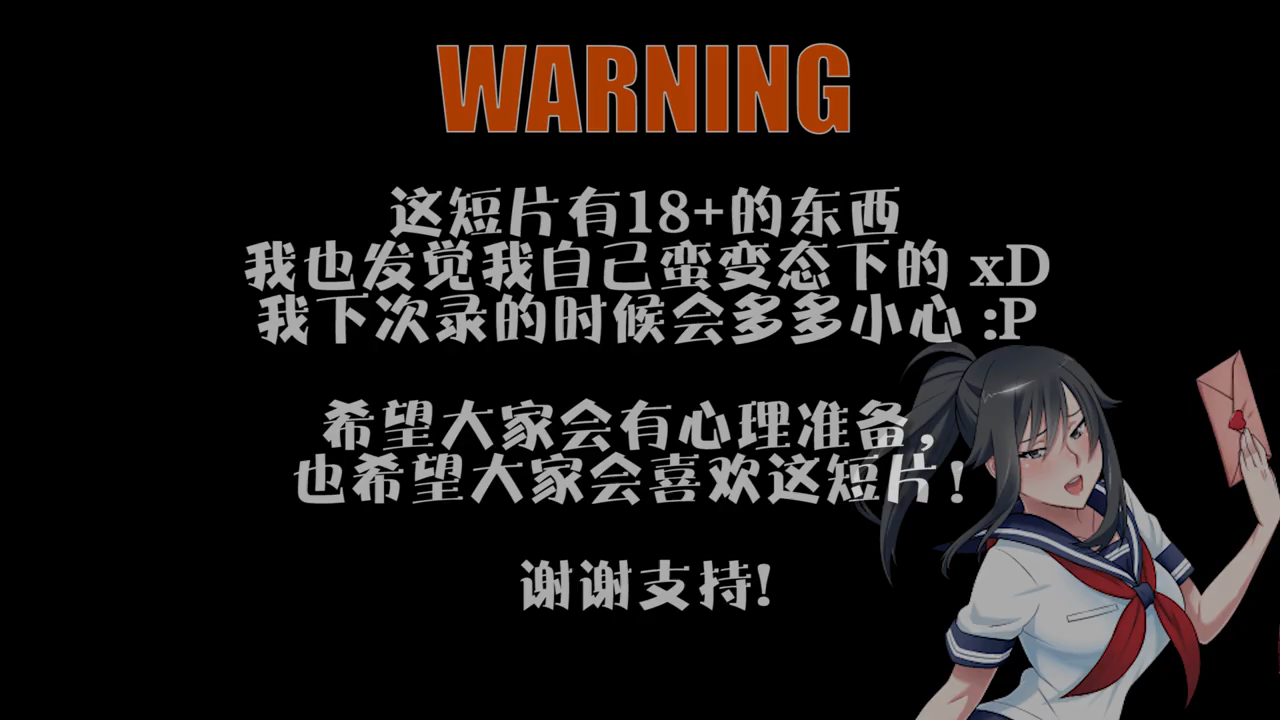 WARNING
这短片有18+的东西
我也发觉我自己蛮变态下的 xD
我下次录的时候会多多小心 :P
希望大家会有心理准备,
也希望大家会喜欢这短片!
谢谢支持!